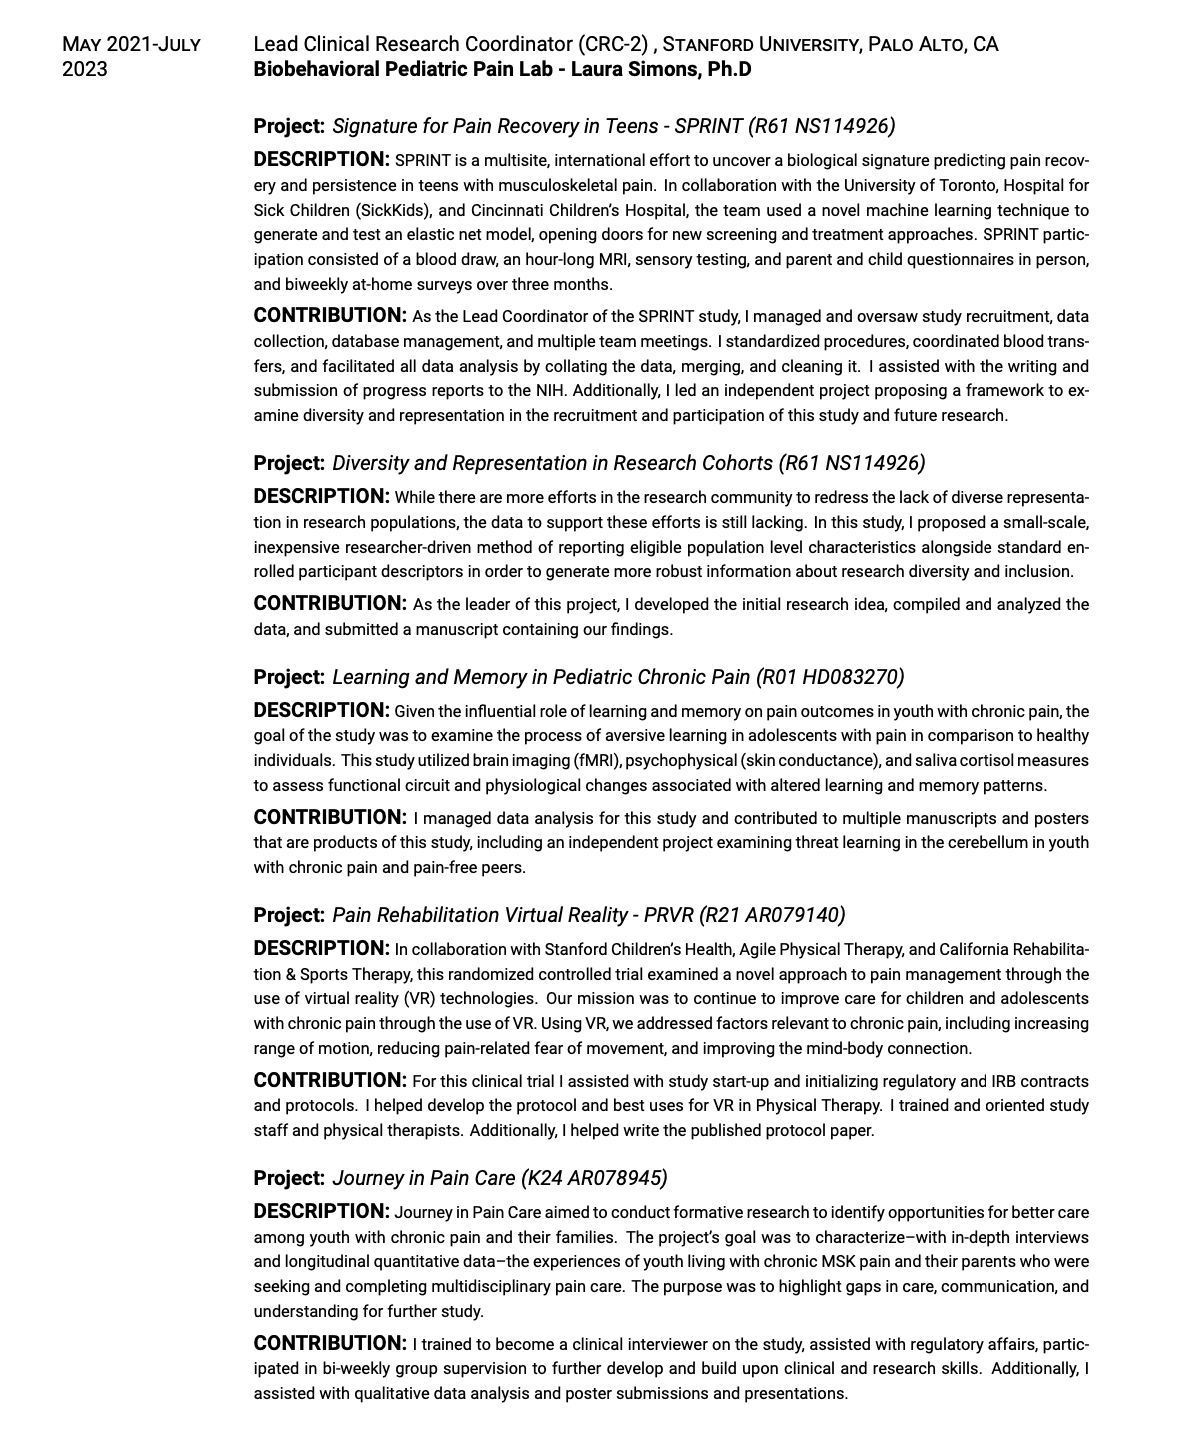 MAY 2021-JULY
2023
Lead Clinical Research Coordinator (CRC-2) , STANFORD UNIVERSITY, PALO ALTO, CA
Biobehavioral Pediatric Pain Lab - Laura Simons, Ph.D
Project: Signature for Pain Recovery in Teens - SPRINT (R61 NS114926)
DESCRIPTION: SPRINT is a multisite, international effort to uncover a biological signature predicting pain recov-
ery and persistence in teens with musculoskeletal pain. In collaboration with the University of Toronto, Hospital for
Sick Children (SickKids), and Cincinnati Children's Hospital, the team used a novel machine learning technique to
generate and test an elastic net model, opening doors for new screening and treatment approaches. SPRINT partic-
ipation consisted of a blood draw, an hour-long MRI, sensory testing, and parent and child questionnaires in person,
and biweekly at-home surveys over three months.
CONTRIBUTION: As the Lead Coordinator of the SPRINT study, I managed and oversaw study recruitment, data
collection, database management, and multiple team meetings. I standardized procedures, coordinated blood trans-
fers, and facilitated all data analysis by collating the data, merging, and cleaning it. I assisted with the writing and
submission of progress reports to the NIH. Additionally, I led an independent project proposing a framework to ex-
amine diversity and representation in the recruitment and participation of this study and future research.
Project: Diversity and Representation in Research Cohorts (R61 NS114926)
DESCRIPTION: While there are more efforts in the research community to redress the lack of diverse representa-
tion in research populations, the data to support these efforts is still lacking. In this study, I proposed a small-scale,
inexpensive researcher-driven method of reporting eligible population level characteristics alongside standard en-
rolled participant descriptors in order to generate more robust information about research diversity and inclusion.
CONTRIBUTION: As the leader of this project, I developed the initial research idea, compiled and analyzed the
data, and submitted a manuscript containing our findings.
Project: Learning and Memory in Pediatric Chronic Pain (R01 HD083270)
DESCRIPTION: Given the influential role of learning and memory on pain outcomes in youth with chronic pain, the
goal of the study was to examine the process of aversive learning in adolescents with pain in comparison to healthy
individuals. This study utilized brain imaging (fMRI), psychophysical (skin conductance), and saliva cortisol measures
to assess functional circuit and physiological changes associated with altered learning and memory patterns.
CONTRIBUTION: I managed data analysis for this study and contributed to multiple manuscripts and posters
that are products of this study, including an independent project examining threat learning in the cerebellum in youth
with chronic pain and pain-free peers.
Project: Pain Rehabilitation Virtual Reality - PRVR (R21 AR079140)
DESCRIPTION: In collaboration with Stanford Children's Health, Agile Physical Therapy, and California Rehabilita-
tion & Sports Therapy, this randomized controlled trial examined a novel approach to pain management through the
use of virtual reality (VR) technologies. Our mission was to continue to improve care for children and adolescents
with chronic pain through the use of VR. Using VR, we addressed factors relevant to chronic pain, including increasing
range of motion, reducing pain-related fear of movement, and improving the mind-body connection.
CONTRIBUTION: For this clinical trial I assisted with study start-up and initializing regulatory and IRB contracts
and protocols. I helped develop the protocol and best uses for VR in Physical Therapy. I trained and oriented study
staff and physical therapists. Additionally, I helped write the published protocol paper.
Project: Journey in Pain Care (K24 AR078945)
DESCRIPTION: Journey in Pain Care aimed to conduct formative research to identify opportunities for better care
among youth with chronic pain and their families. The project's goal was to characterize–with in-depth interviews
and longitudinal quantitative data–the experiences of youth living with chronic MSK pain and their parents who were
seeking and completing multidisciplinary pain care. The purpose was to highlight gaps in care, communication, and
understanding for further study.
CONTRIBUTION: I trained to become a clinical interviewer on the study, assisted with regulatory affairs, partic-
ipated in bi-weekly group supervision to further develop and build upon clinical and research skills. Additionally, I
assisted with qualitative data analysis and poster submissions and presentations.